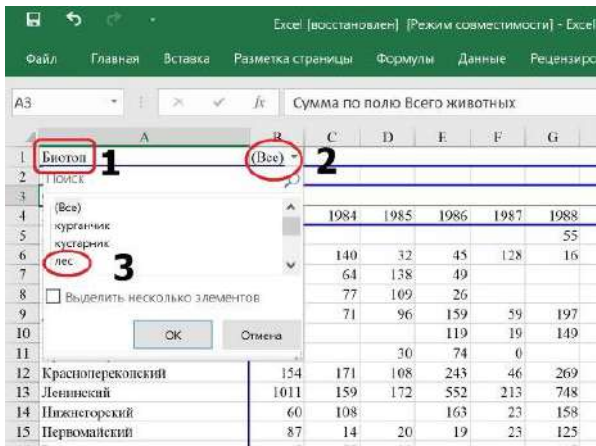 Excel [восстановлен] [Режим совместимости] - Excel
Файл Главная Вставка Разметка страницы Формулы Данные Рецензиро
A3 fx Сумма по полю Всего животных
A B C D E F G
1 Биотоп 1 (Все) 2
2 Поиск
3
(Все)
4 1984 1985 1986 1987 1988
курганчик
5 55
кустарник
6 140 32 45 128 16
лес 3
7 64 138 49
8 77 109 26
Выделить несколько элементов
9 71 96 159 59 197
10 119 19 149
ОК Отмена
11 30 74 0
12 Красноперекопский 154 171 108 243 46 269
13 Ленинский 1011 159 172 552 213 748
14 Нижнегорский 60 108 163 23 158
15 Первомайский 87 14 20 19 23 125